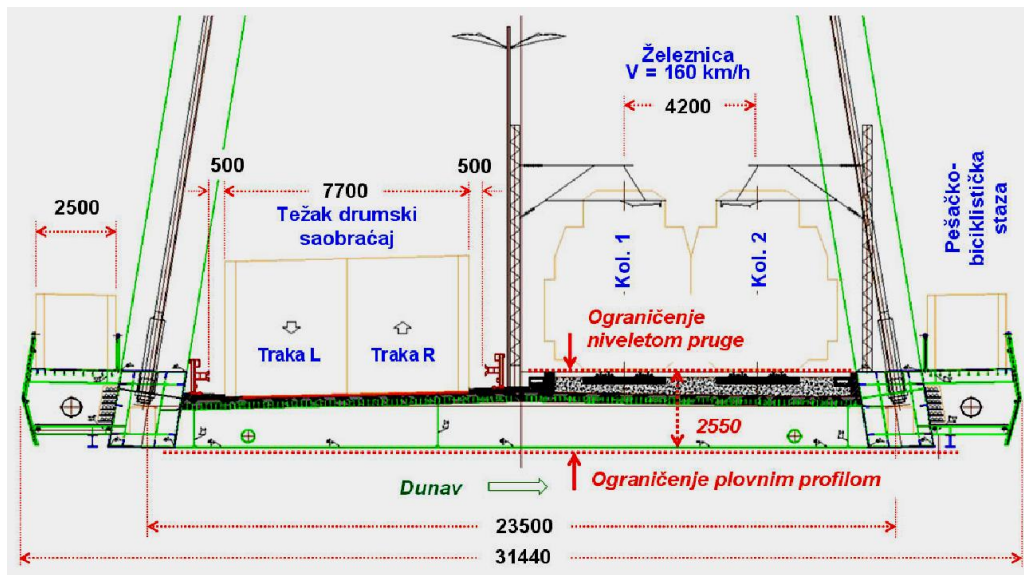 Železnica
V = 160 km/h
4200
500
500
7700
2500
Težak drumski
saobraćaj
Pešačko-
biciklistička
staza
Kol. 1
Kol. 2
Ograničenje
niveletom pruge
Traka L
Traka R
2550
Dunav
Ograničenje plovnim profilom
23500
31440